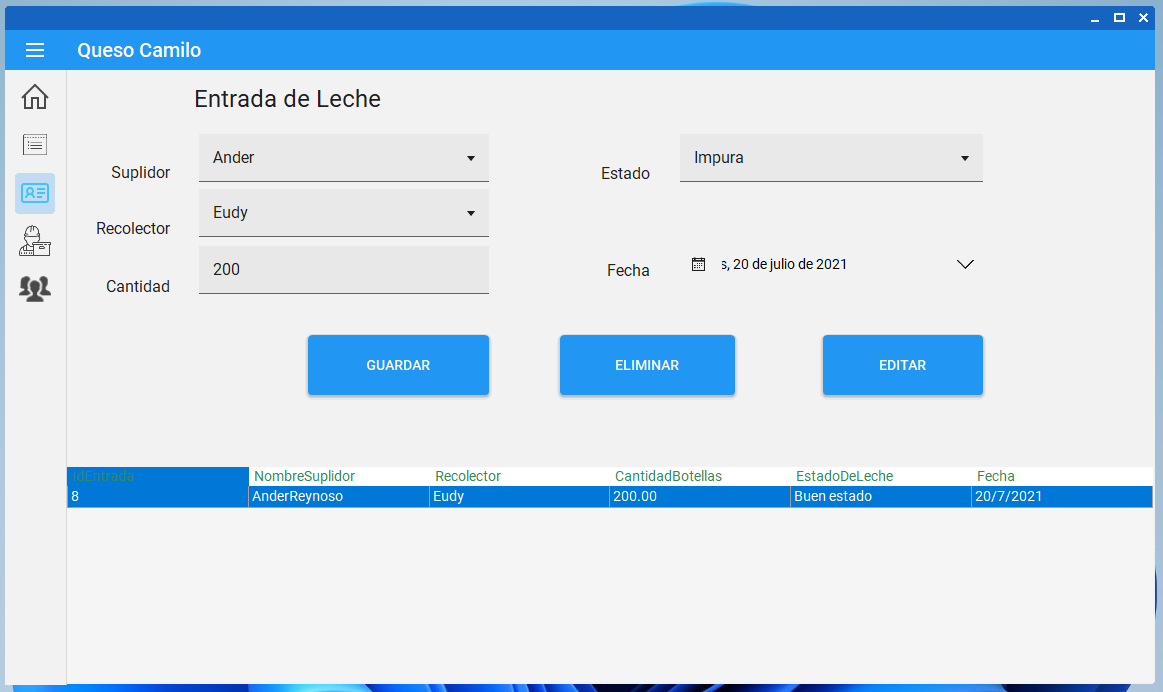 Queso Camilo
Entrada de Leche
Suplidor
Ander
Estado
Impura
Recolector
Eudy
Cantidad
200
Fecha
s, 20 de julio de 2021
GUARDAR
ELIMINAR
EDITAR
IdEntrada NombreSuplidor Recolector CantidadBotellas EstadoDeLeche Fecha
8 AnderReynoso Eudy 200.00 Buen estado 20/7/2021